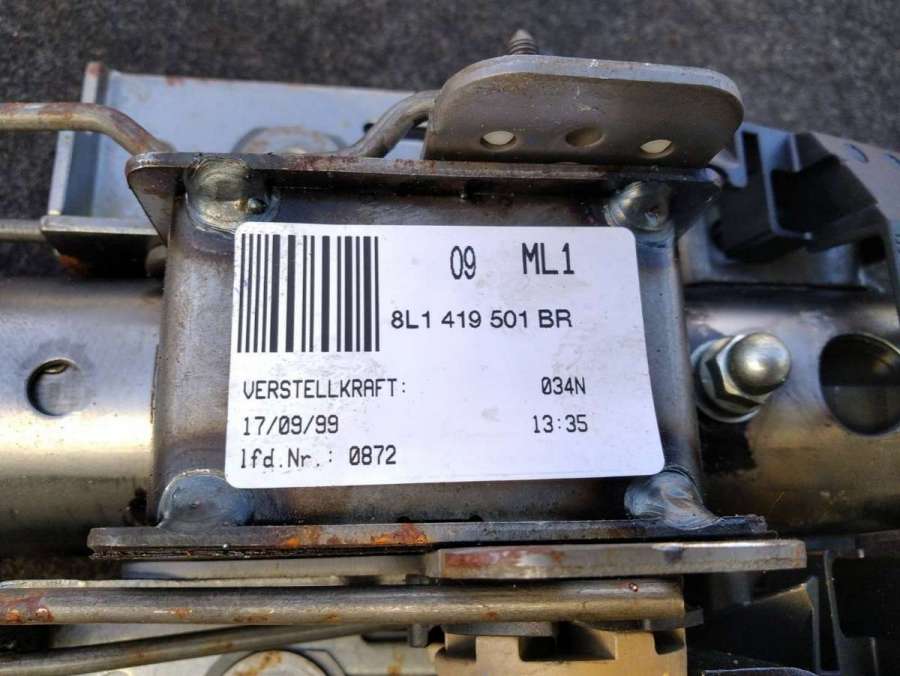 09 ML1
8L1 419 501 BR
VERSTELLKRAFT: 034N
17/09/99 13:35
lfd.Nr.: 0872